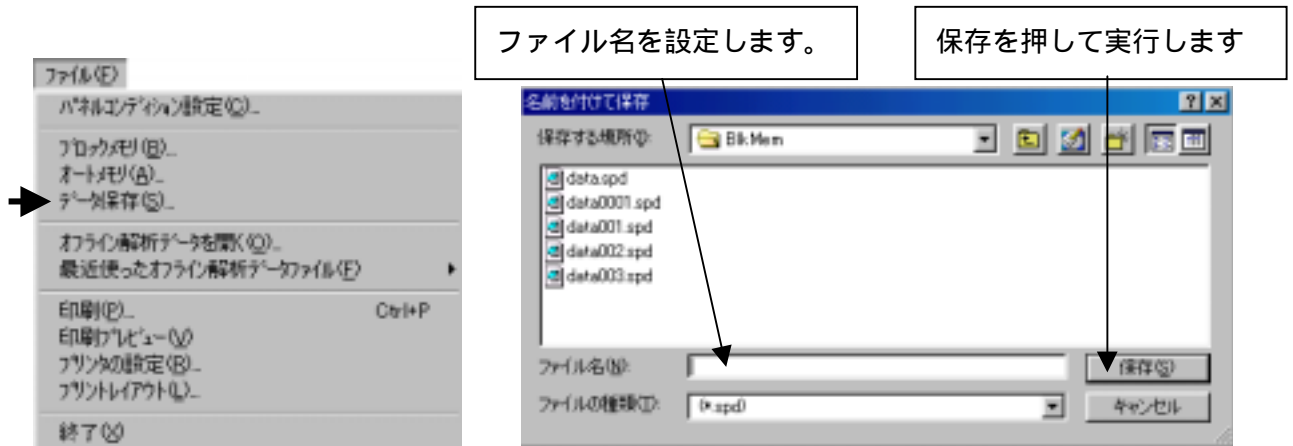 ファイル名を設定します。
保存を押して実行します
ファイル(F)
パネルコンディション設定(C)...
ブロックメモリ(B)...
オートメモリ(A)...
データ保存(S)...
オフライン解析データを開く(O)...
最近使ったオフライン解析データファイル(F)
印刷(P)... Ctrl+P
印刷プレビュー(V)
プリンタの設定(R)...
プリントレイアウト(L)...
終了(X)
名前を付けて保存
保存する場所(I): BlkMem
data.spd
data0001.spd
data001.spd
data002.spd
data003.spd
ファイル名(N): 保存(S)
ファイルの種類(T): (*.spd) キャンセル